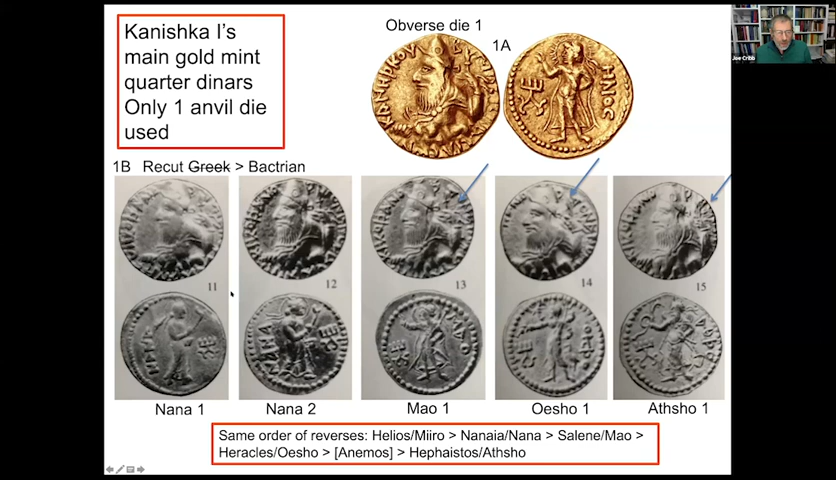 Kanishka I's
main gold mint
quarter dinars
Only 1 anvil die
used
Obverse die 1
1A
Joe Cribb
1B Recut Greek > Bactrian
11
12
13
14
15
Nana 1
Nana 2
Mao 1
Oesho 1
Athsho 1
Same order of reverses: Helios/Miiro > Nanaia/Nana > Salene/Mao >
Heracles/Oesho > [Anemos] > Hephaistos/Athsho